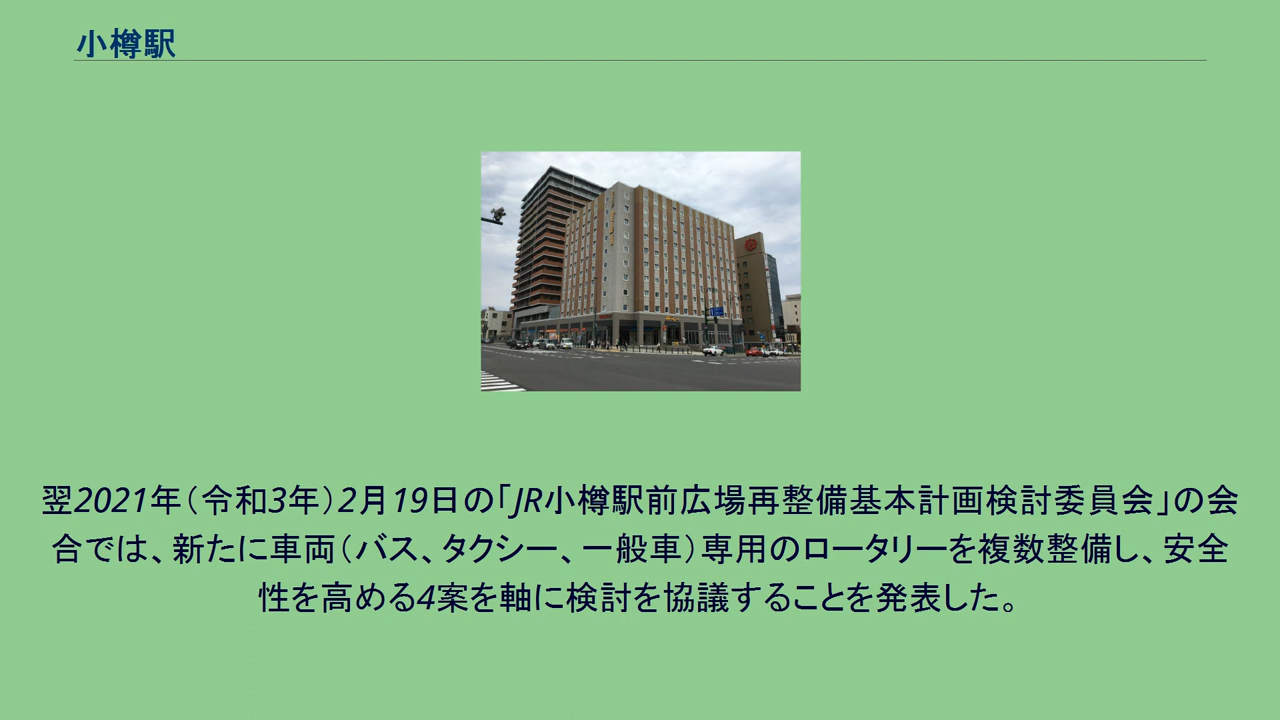 小樽駅
翌2021年（令和3年）2月19日の「JR小樽駅前広場再整備基本計画検討委員会」の会
合では、新たに車両（バス、タクシー、一般車）専用のロータリーを複数整備し、安全
性を高める4案を軸に検討を協議することを発表した。